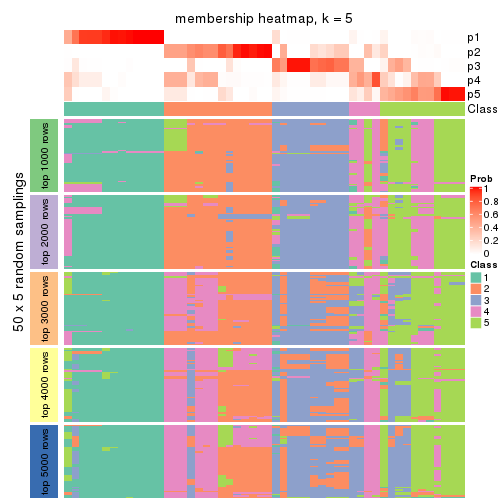 membership heatmap, k = 5
p1
p2
p3
p4
p5
Class
50 x 5 random samplings
top 1000 rows
top 2000 rows
top 3000 rows
top 4000 rows
top 5000 rows
Prob
1
0.8
0.6
0.4
0.2
0
Class
1
2
3
4
5